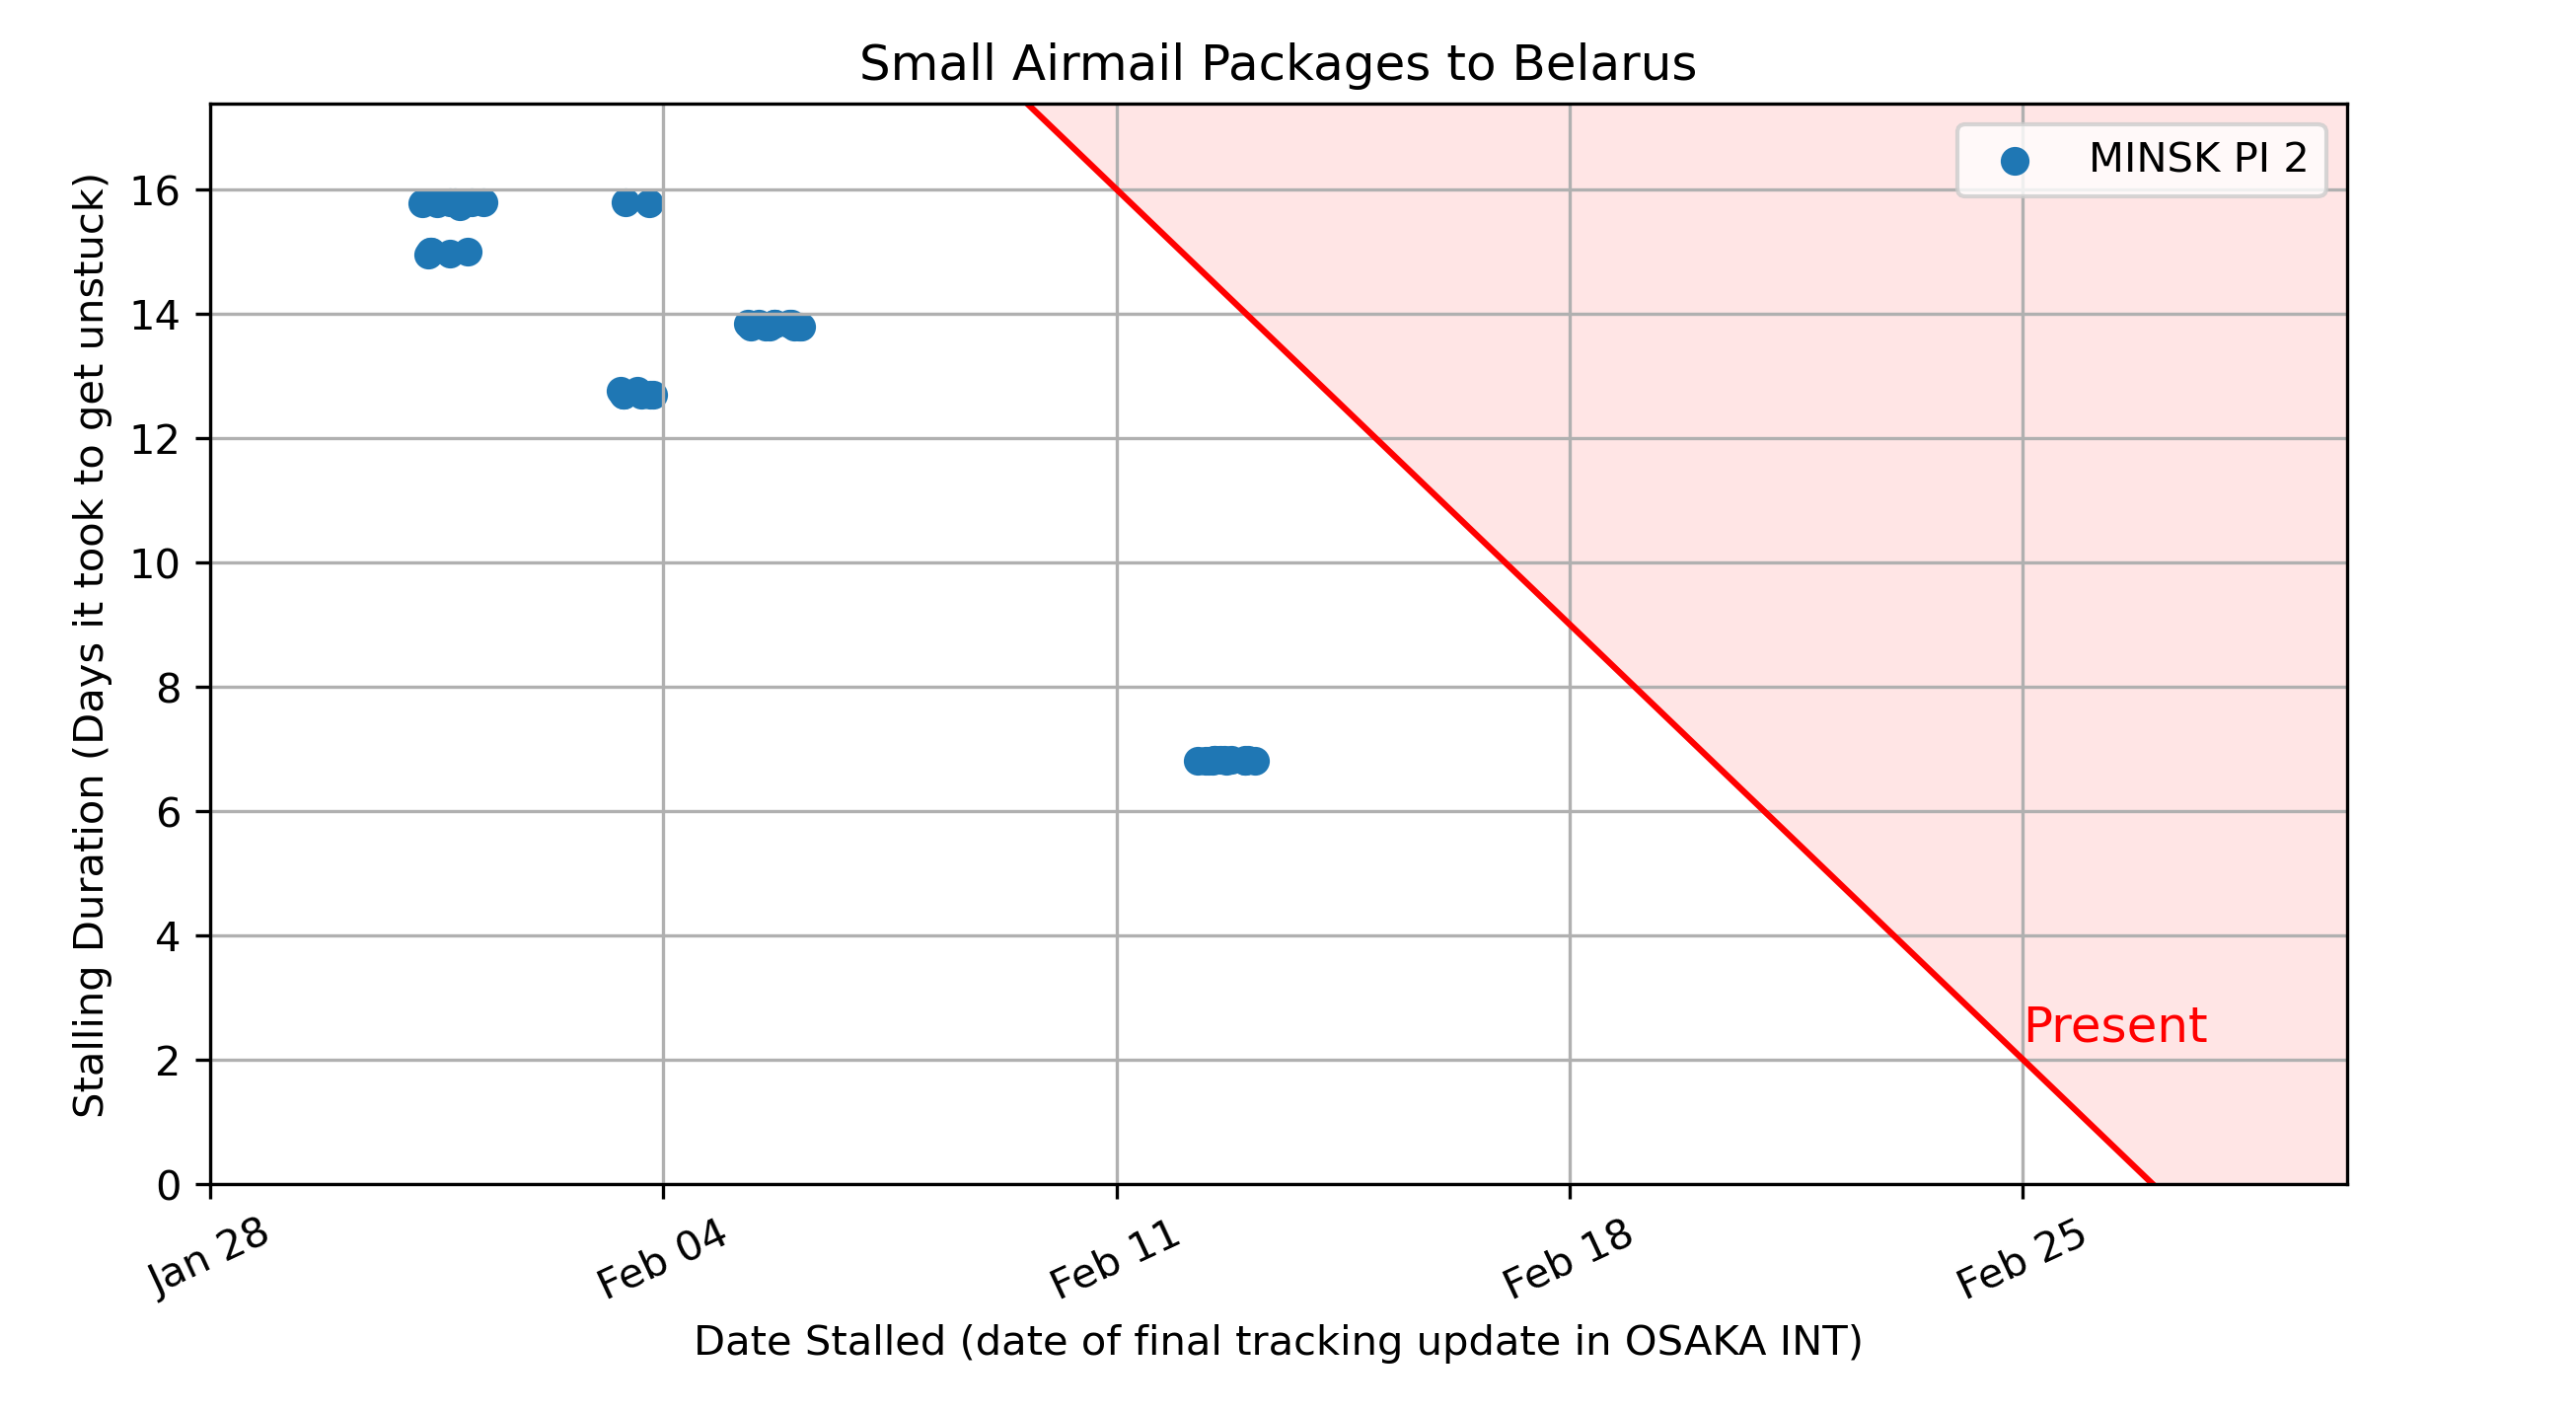 Small Airmail Packages to Belarus
MINSK PI 2
Stalling Duration (Days it took to get unstuck)
16
14
12
10
8
6
4
2
0
Present
Jan 28
Feb 04
Feb 11
Feb 18
Feb 25
Date Stalled (date of final tracking update in OSAKA INT)